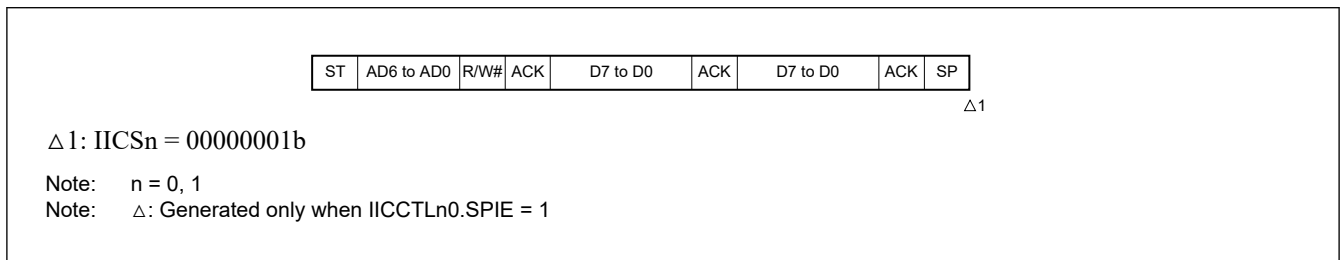 ST AD6 to AD0 R/W# ACK D7 to D0 ACK D7 to D0 ACK SP
△1
△1: IICSn = 00000001b
Note: n = 0, 1
Note: △: Generated only when IICCTLn0.SPIE = 1